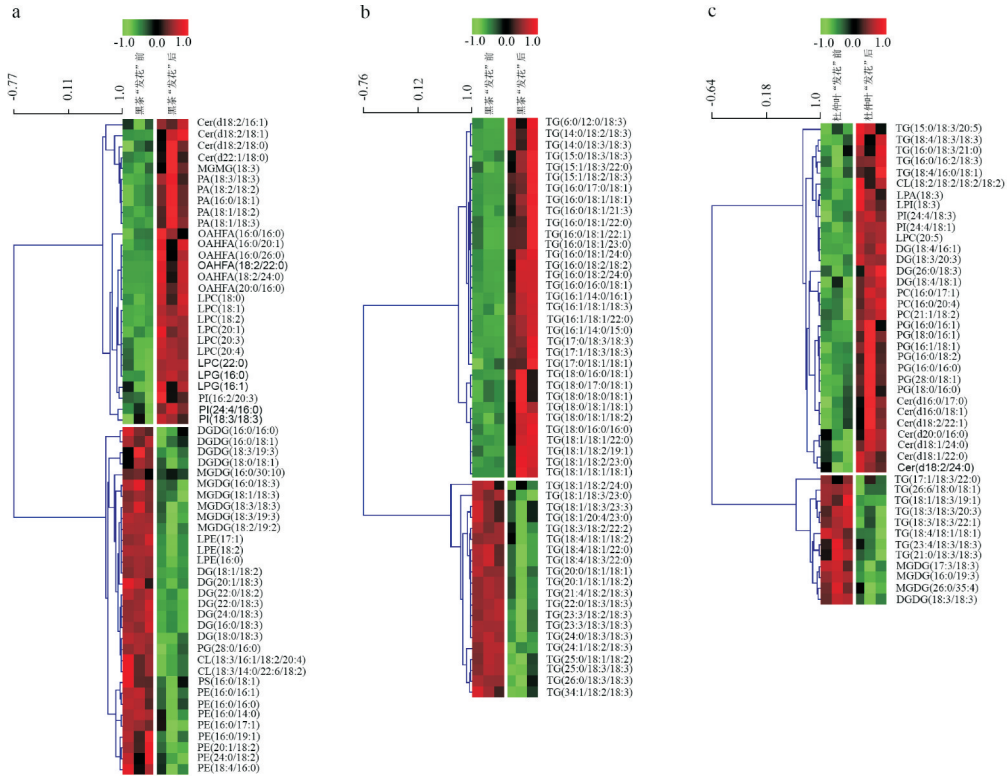 a
-1.0 0.0 1.0
-0.77
0.11
1.0
黑茶“发花”前
黑茶“发花”后
Cer(d18:2/16:1)
Cer(d18:2/18:1)
Cer(d18:2/18:0)
Cer(d22:1/18:0)
MGMG(18:3)
PA(18:3/18:3)
PA(18:2/18:2)
PA(16:0/18:1)
PA(18:1/18:2)
PA(18:1/18:3)
OAHFA(16:0/16:0)
OAHFA(16:0/20:1)
OAHFA(16:0/26:0)
OAHFA(18:2/22:0)
OAHFA(18:2/24:0)
OAHFA(20:0/16:0)
LPC(18:0)
LPC(18:1)
LPC(18:2)
LPC(20:1)
LPC(20:3)
LPC(20:4)
LPC(22:0)
LPG(16:0)
LPG(16:1)
PI(16:2/20:3)
PI(24:4/16:0)
PI(18:3/18:3)
DGDG(16:0/16:0)
DGDG(16:0/18:1)
DGDG(18:3/19:3)
DGDG(18:0/18:1)
MGDG(16:0/30:10)
MGDG(16:0/18:3)
MGDG(18:1/18:3)
MGDG(18:3/18:3)
MGDG(18:3/19:3)
MGDG(18:2/19:2)
LPE(17:1)
LPE(18:2)
LPE(16:0)
DG(18:1/18:2)
DG(20:1/18:3)
DG(22:0/18:2)
DG(22:0/18:3)
DG(24:0/18:3)
DG(16:0/18:3)
DG(18:0/18:3)
PG(28:0/16:0)
CL(18:3/16:1/18:2/20:4)
CL(18:3/14:0/22:6/18:2)
PS(16:0/18:1)
PE(16:0/16:1)
PE(16:0/16:0)
PE(16:0/14:0)
PE(16:0/17:1)
PE(16:0/19:1)
PE(20:1/18:2)
PE(24:0/18:2)
PE(18:4/16:0)
b
-1.0 0.0 1.0
-0.76
0.12
1.0
黑茶“发花”前
黑茶“发花”后
TG(6:0/12:0/18:3)
TG(14:0/18:2/18:3)
TG(14:0/18:3/18:3)
TG(15:0/18:3/18:3)
TG(15:1/18:3/22:0)
TG(15:1/18:2/18:3)
TG(16:0/17:0/18:1)
TG(16:0/18:1/18:1)
TG(16:0/18:1/21:3)
TG(16:0/18:1/22:0)
TG(16:0/18:1/22:1)
TG(16:0/18:1/23:0)
TG(16:0/18:1/24:0)
TG(16:0/18:2/18:2)
TG(16:0/18:2/24:0)
TG(16:0/16:0/18:1)
TG(16:1/14:0/16:1)
TG(16:1/18:1/18:3)
TG(16:1/18:1/22:0)
TG(16:1/14:0/15:0)
TG(17:0/18:3/18:3)
TG(17:1/18:3/18:3)
TG(17:0/18:1/18:1)
TG(18:0/16:0/18:1)
TG(18:0/17:0/18:1)
TG(18:0/18:0/18:1)
TG(18:0/18:1/18:1)
TG(18:0/16:0/16:0)
TG(18:1/18:1/22:0)
TG(18:1/18:2/19:1)
TG(18:1/18:2/23:0)
TG(18:1/18:1/18:1)
TG(18:1/18:2/24:0)
TG(18:1/18:3/23:0)
TG(18:1/18:3/23:3)
TG(18:1/20:4/23:0)
TG(18:3/18:2/22:2)
TG(18:4/18:1/18:2)
TG(18:4/18:1/22:0)
TG(18:4/18:3/22:0)
TG(20:0/18:1/18:1)
TG(20:1/18:1/18:2)
TG(21:4/18:2/18:3)
TG(22:0/18:3/18:3)
TG(23:3/18:2/18:3)
TG(23:3/18:3/18:3)
TG(24:0/18:3/18:3)
TG(24:1/18:2/18:3)
TG(25:0/18:1/18:2)
TG(25:0/18:3/18:3)
TG(26:0/18:3/18:3)
TG(34:1/18:2/18:3)
c
-1.0 0.0 1.0
-0.64
0.18
1.0
杜仲叶“发花”前
杜仲叶“发花”后
TG(15:0/18:3/20:5)
TG(18:4/18:3/18:3)
TG(16:0/18:3/21:0)
TG(16:0/16:2/18:3)
TG(18:4/16:0/18:1)
CL(18:2/18:2/18:2/18:2)
LPA(18:3)
LPI(18:3)
PI(24:4/18:3)
PI(24:4/18:1)
LPC(20:5)
DG(18:4/16:1)
DG(18:3/20:3)
DG(26:0/18:3)
DG(18:4/18:1)
PC(16:0/17:1)
PC(16:0/20:4)
PC(21:1/18:2)
PG(16:0/16:1)
PG(18:0/16:1)
PG(16:1/18:1)
PG(16:0/18:2)
PG(16:0/16:0)
PG(28:0/18:1)
PG(18:0/16:0)
Cer(d16:0/17:0)
Cer(d16:0/18:1)
Cer(d18:2/22:1)
Cer(d20:0/16:0)
Cer(d18:1/24:0)
Cer(d18:1/22:0)
Cer(d18:2/24:0)
TG(17:1/18:3/22:0)
TG(26:6/18:0/18:1)
TG(18:1/18:3/19:1)
TG(18:3/18:3/20:3)
TG(18:3/18:3/22:1)
TG(18:4/18:1/18:1)
TG(23:4/18:3/18:3)
TG(21:0/18:3/18:3)
MGDG(17:3/18:3)
MGDG(16:0/19:3)
MGDG(26:0/35:4)
DGDG(18:3/18:3)